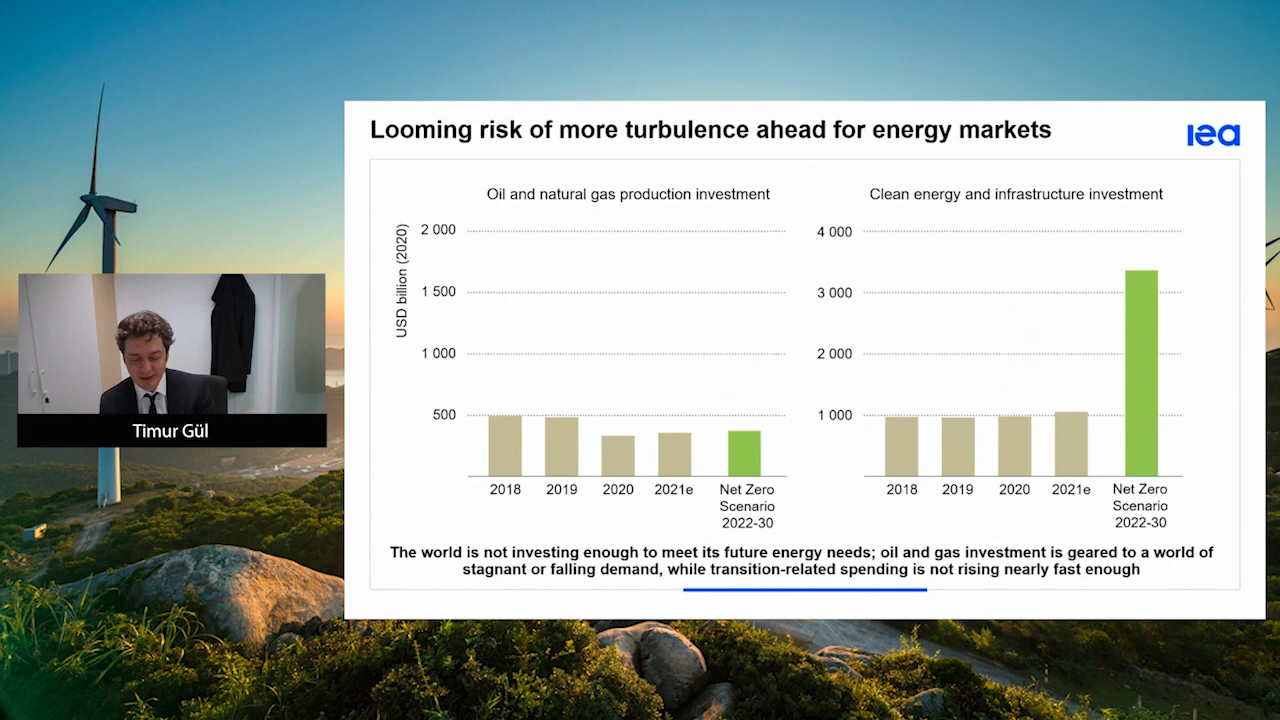 Looming risk of more turbulence ahead for energy markets
iea
Oil and natural gas production investment
USD billion (2020)
2 000
1 500
1 000
500
2018
2019
2020
2021e
Net Zero
Scenario
2022-30
Clean energy and infrastructure investment
4 000
3 000
2 000
1 000
2018
2019
2020
2021e
Net Zero
Scenario
2022-30
The world is not investing enough to meet its future energy needs; oil and gas investment is geared to a world of
stagnant or falling demand, while transition-related spending is not rising nearly fast enough
Timur Gül